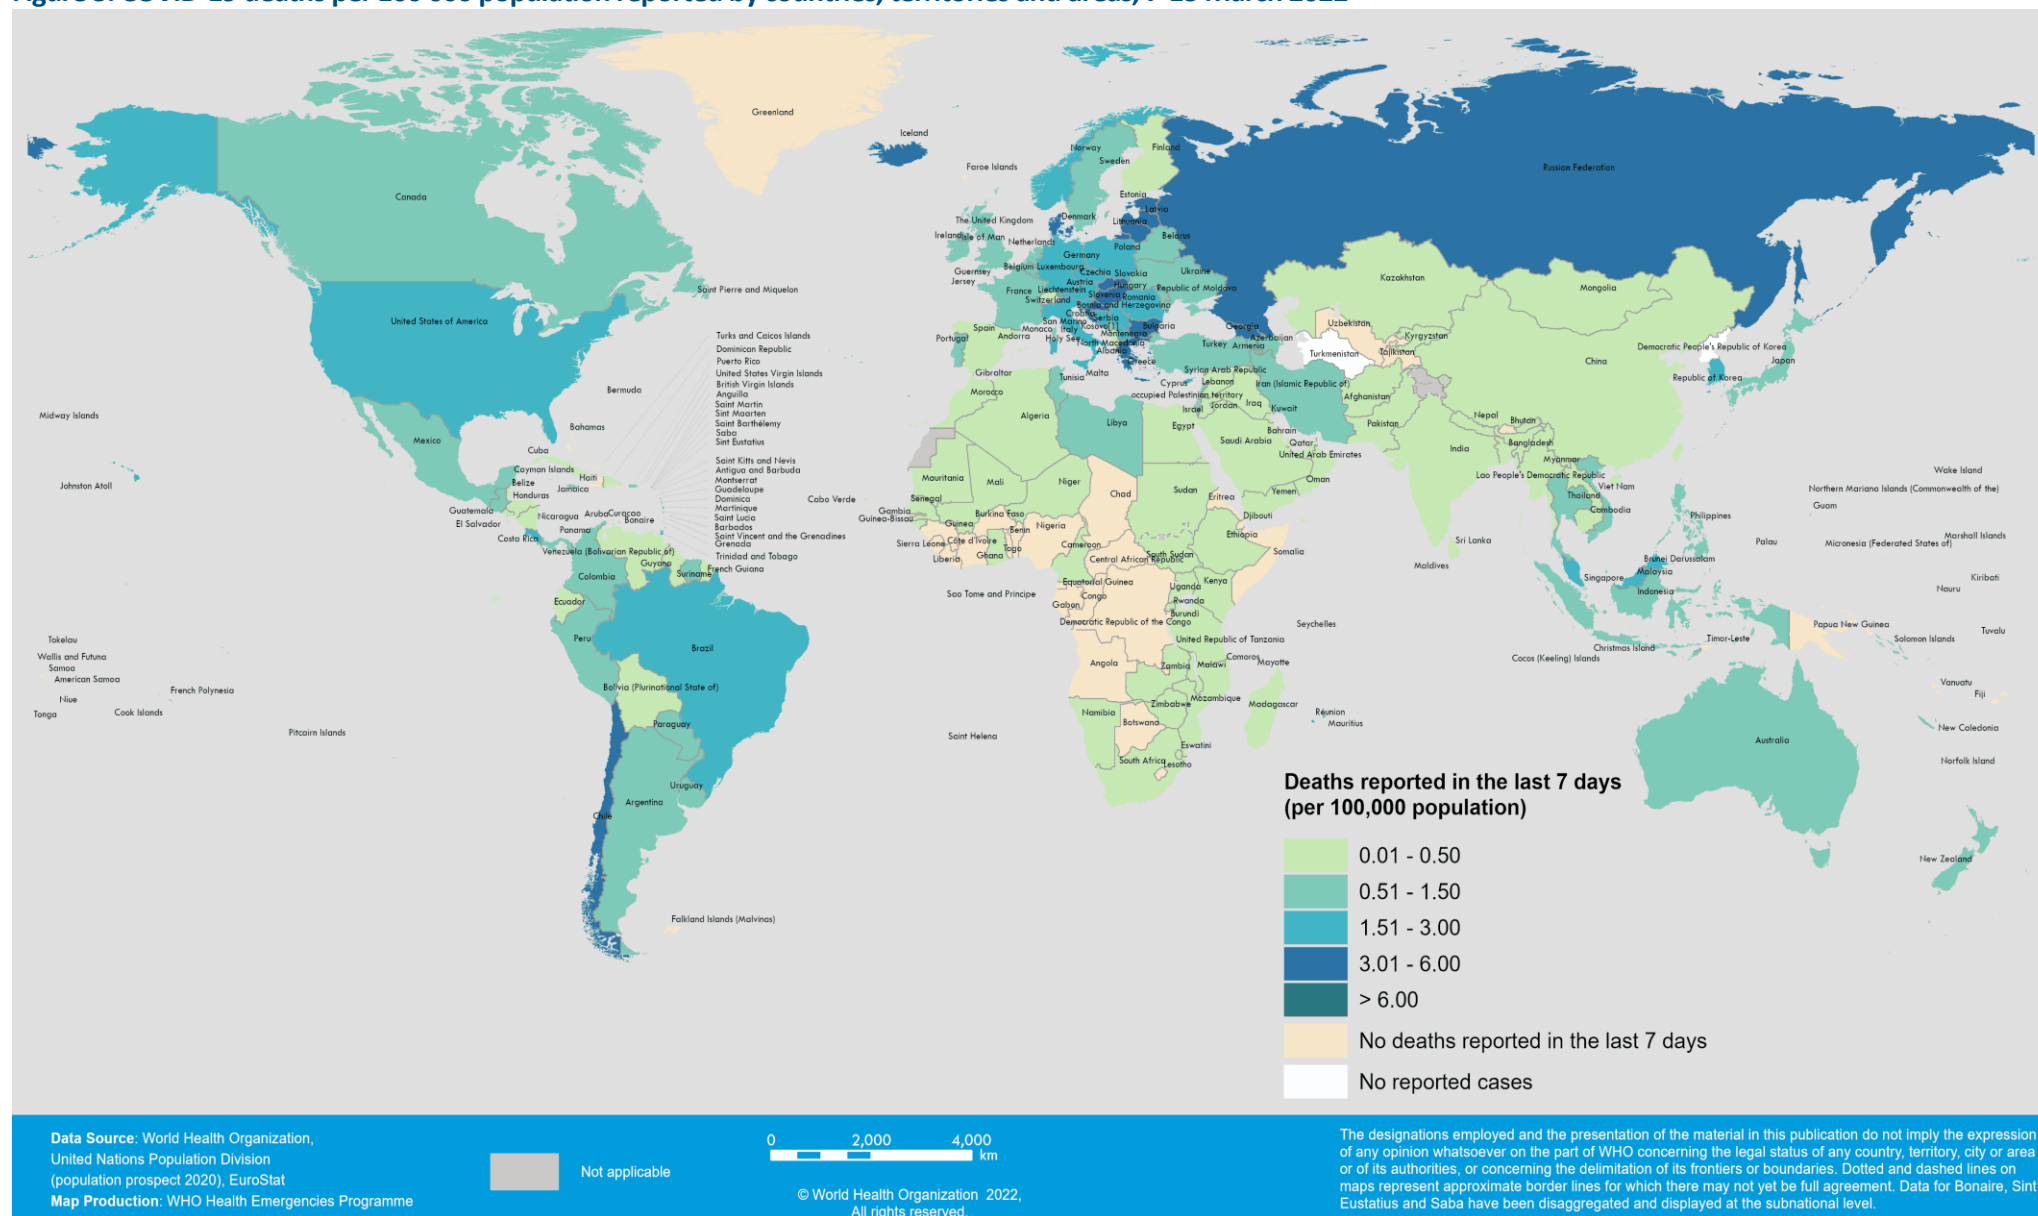 Greenland
Iceland
Faroe Islands
Norway
Sweden
Finland
Russian Federation
Canada
Estonia
Latvia
Lithuania
Denmark
The United Kingdom
Ireland
Isle of Man
Netherlands
Belarus
Poland
Germany
Guernsey
Jersey
Belgium
Luxembourg
Czechia
Slovakia
Ukraine
Austria
Hungary
France
Liechtenstein
Switzerland
Slovenia
Romania
Republic of Moldova
Bosnia and Herzegovina
Croatia
Serbia
San Marino
Monaco
Italy
Kosovo[1]
Bulgaria
Montenegro
Holy See
North Macedonia
Albania
Greece
Spain
Andorra
Portugal
Gibraltar
Malta
Tunisia
Kazakhstan
Mongolia
Georgia
Azerbaijan
Turkey
Armenia
Uzbekistan
Kyrgyzstan
Turkmenistan
Tajikistan
Democratic People's Republic of Korea
China
Japan
Republic of Korea
Saint Pierre and Miquelon
United States of America
Turks and Caicos Islands
Dominican Republic
Puerto Rico
United States Virgin Islands
British Virgin Islands
Anguilla
Saint Martin
Sint Maarten
Saint Barthélemy
Saba
Sint Eustatius
Saint Kitts and Nevis
Antigua and Barbuda
Montserrat
Guadeloupe
Dominica
Martinique
Saint Lucia
Barbados
Saint Vincent and the Grenadines
Grenada
Trinidad and Tobago
French Guiana
Bermuda
Bahamas
Midway Islands
Johnston Atoll
Mexico
Cuba
Cayman Islands
Haiti
Belize
Jamaica
Honduras
Guatemala
El Salvador
Nicaragua
Aruba
Curacao
Bonaire
Costa Rica
Panama
Venezuela (Bolivarian Republic of)
Guyana
Suriname
Colombia
Ecuador
Peru
Brazil
Bolivia (Plurinational State of)
Paraguay
Uruguay
Argentina
Chile
Falkland Islands (Malvinas)
Tokelau
Wallis and Futuna
Samoa
American Samoa
Niue
Tonga
Cook Islands
French Polynesia
Pitcairn Islands
Syrian Arab Republic
Cyprus
Lebanon
Iran (Islamic Republic of)
occupied Palestinian territory
Israel
Jordan
Iraq
Kuwait
Afghanistan
Morocco
Algeria
Libya
Egypt
Bahrain
Saudi Arabia
Qatar
United Arab Emirates
Oman
Yemen
Pakistan
Nepal
Bhutan
India
Bangladesh
Myanmar
Lao People's Democratic Republic
Viet Nam
Thailand
Cambodia
Philippines
Sri Lanka
Maldives
Brunei Darussalam
Malaysia
Singapore
Indonesia
Cabo Verde
Mauritania
Mali
Niger
Chad
Sudan
Eritrea
Senegal
Gambia
Guinea-Bissau
Guinea
Burkina Faso
Benin
Nigeria
Djibouti
Sierra Leone
Côte d'Ivoire
Liberia
Ghana
Togo
Cameroon
Central African Republic
South Sudan
Ethiopia
Somalia
Equatorial Guinea
Uganda
Kenya
Sao Tome and Principe
Gabon
Congo
Rwanda
Burundi
Democratic Republic of the Congo
United Republic of Tanzania
Seychelles
Angola
Zambia
Malawi
Comoros
Mayotte
Mozambique
Zimbabwe
Madagascar
Namibia
Botswana
Réunion
Mauritius
Saint Helena
Eswatini
South Africa
Lesotho
Wake Island
Northern Mariana Islands (Commonwealth of the)
Guam
Palau
Micronesia (Federated States of)
Marshall Islands
Kiribati
Nauru
Papua New Guinea
Solomon Islands
Tuvalu
Timor-Leste
Christmas Island
Cocos (Keeling) Islands
Vanuatu
Fiji
New Caledonia
Norfolk Island
Australia
New Zealand
Deaths reported in the last 7 days
(per 100,000 population)
0.01 - 0.50
0.51 - 1.50
1.51 - 3.00
3.01 - 6.00
> 6.00
No deaths reported in the last 7 days
No reported cases
Data Source: World Health Organization,
United Nations Population Division
(population prospect 2020), EuroStat
Map Production: WHO Health Emergencies Programme
Not applicable
0 2,000 4,000
km
© World Health Organization 2022,
All rights reserved.
The designations employed and the presentation of the material in this publication do not imply the expression
of any opinion whatsoever on the part of WHO concerning the legal status of any country, territory, city or area
or of its authorities, or concerning the delimitation of its frontiers or boundaries. Dotted and dashed lines on
maps represent approximate border lines for which there may not yet be full agreement. Data for Bonaire, Sint
Eustatius and Saba have been disaggregated and displayed at the subnational level.